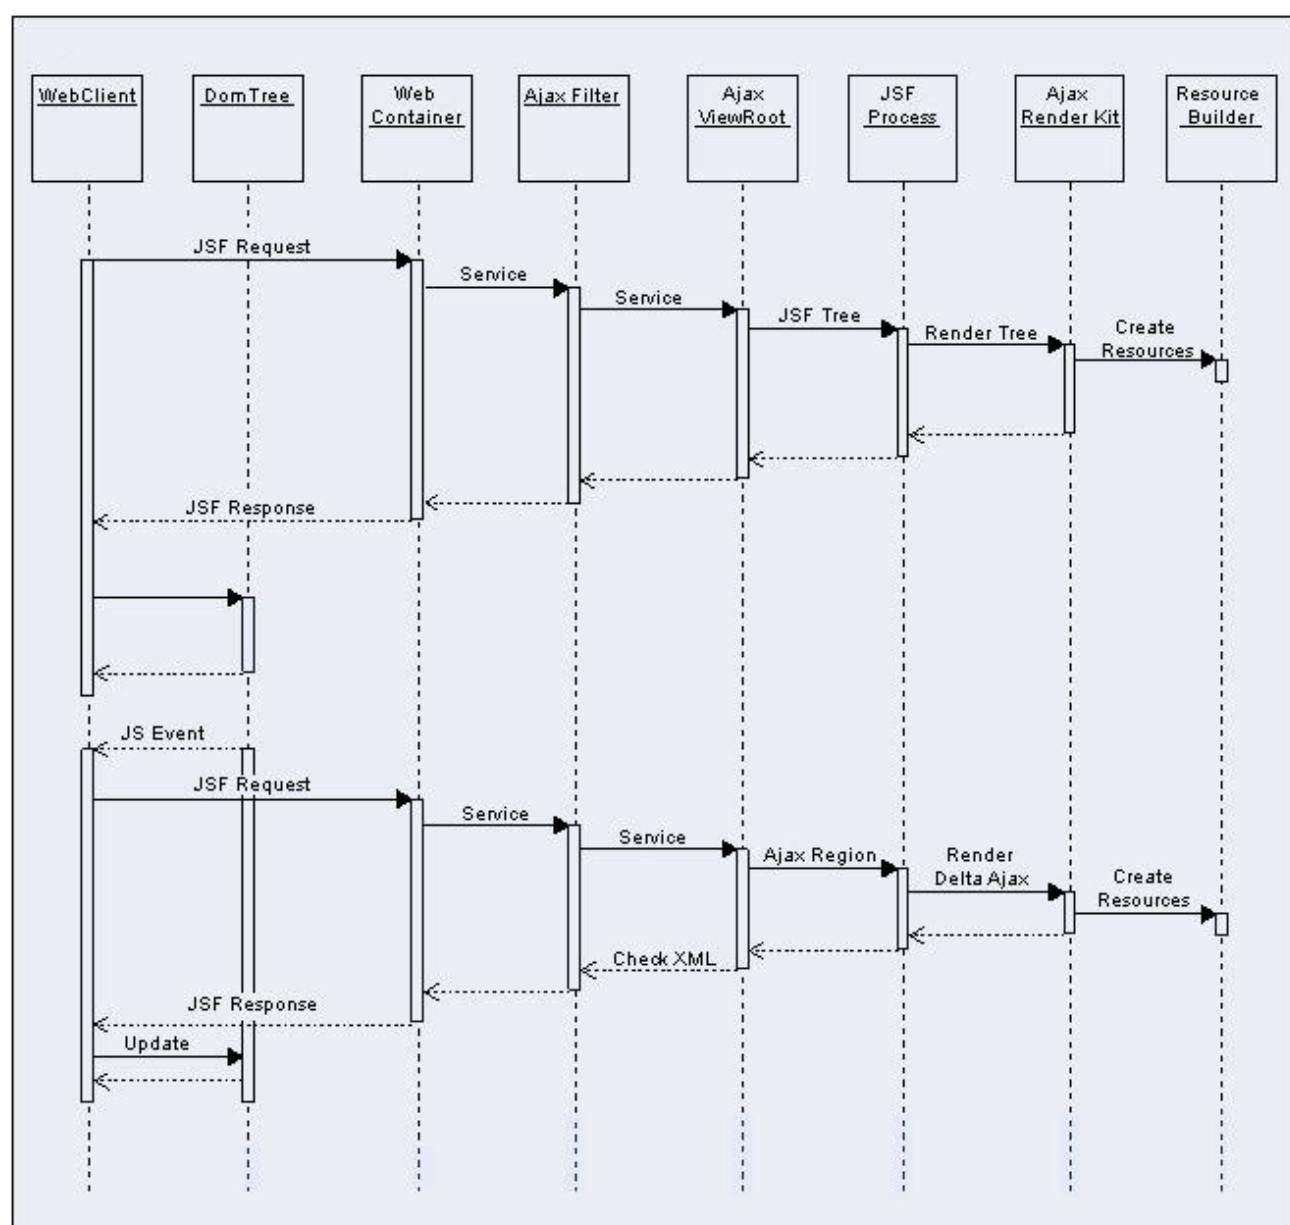 WebClient
DomTree
Web
Container
Ajax Filter
Ajax
ViewRoot
JSF
Process
Ajax
Render Kit
Resource
Builder
JSF Request
Service
Service
JSF Tree
Render Tree
Create
Resources
JSF Response
JS Event
JSF Request
Service
Service
Ajax Region
Render
Delta Ajax
Create
Resources
Check XML
JSF Response
Update